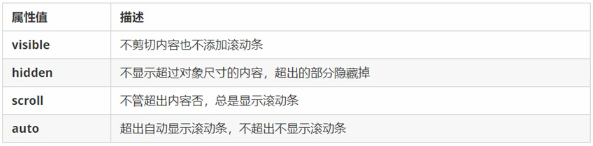 属性值 描述
visible 不剪切内容也不添加滚动条
hidden 不显示超过对象尺寸的内容，超出的部分隐藏掉
scroll 不管超出内容否，总是显示滚动条
auto 超出自动显示滚动条，不超出不显示滚动条